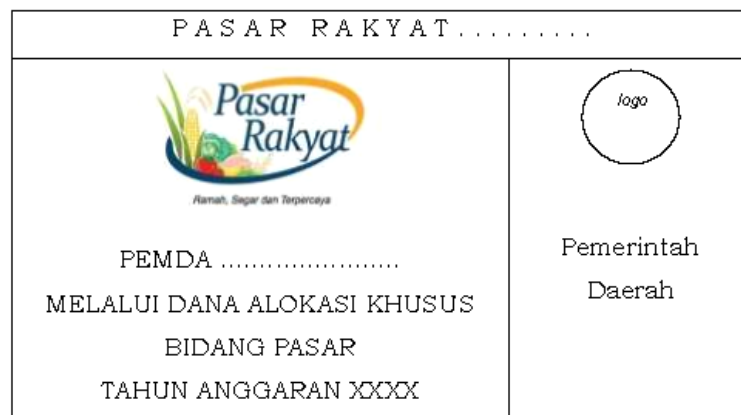 PASAR RAKYAT.........
Pasar
Rakyat
Ramah, Segar dan Terpercaya
PEMDA .......................
MELALUI DANA ALOKASI KHUSUS
BIDANG PASAR
TAHUN ANGGARAN XXXX
logo
Pemerintah
Daerah